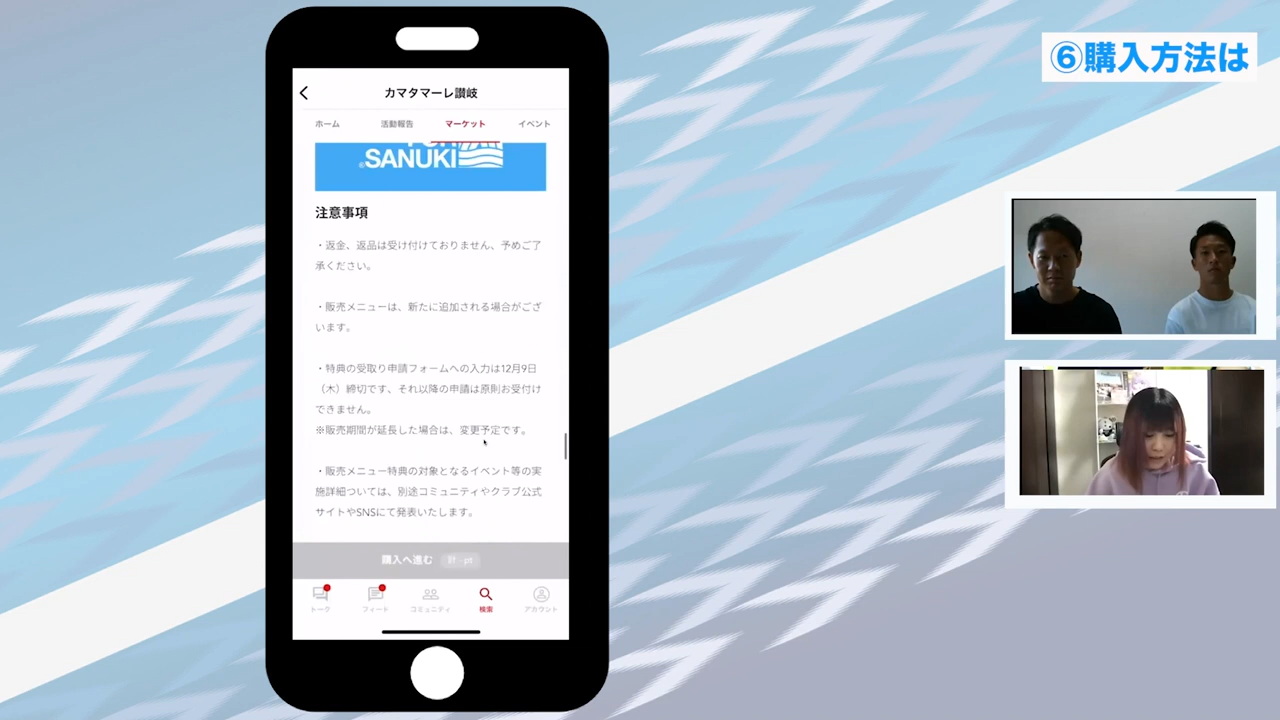 ⑥購入方法は
カマタマーレ讃岐
ホーム 活動報告 マーケット イベント
SANUKI
注意事項
・返金、返品は受け付けておりません、予めご了
承ください。
・販売メニューは、新たに追加される場合がござ
います。
・特典の受取り申請フォームへの入力は12月9日
（木）締切です、それ以降の申請は原則お受付け
できません。
※販売期間が延長した場合は、変更予定です。
・販売メニュー特典の対象となるイベント等の実
施詳細ついては、別途コミュニティやクラブ公式
サイトやSNSにて発表いたします。
購入へ進む 計 - pt
トーク フィード コミュニティ 検索 アカウント